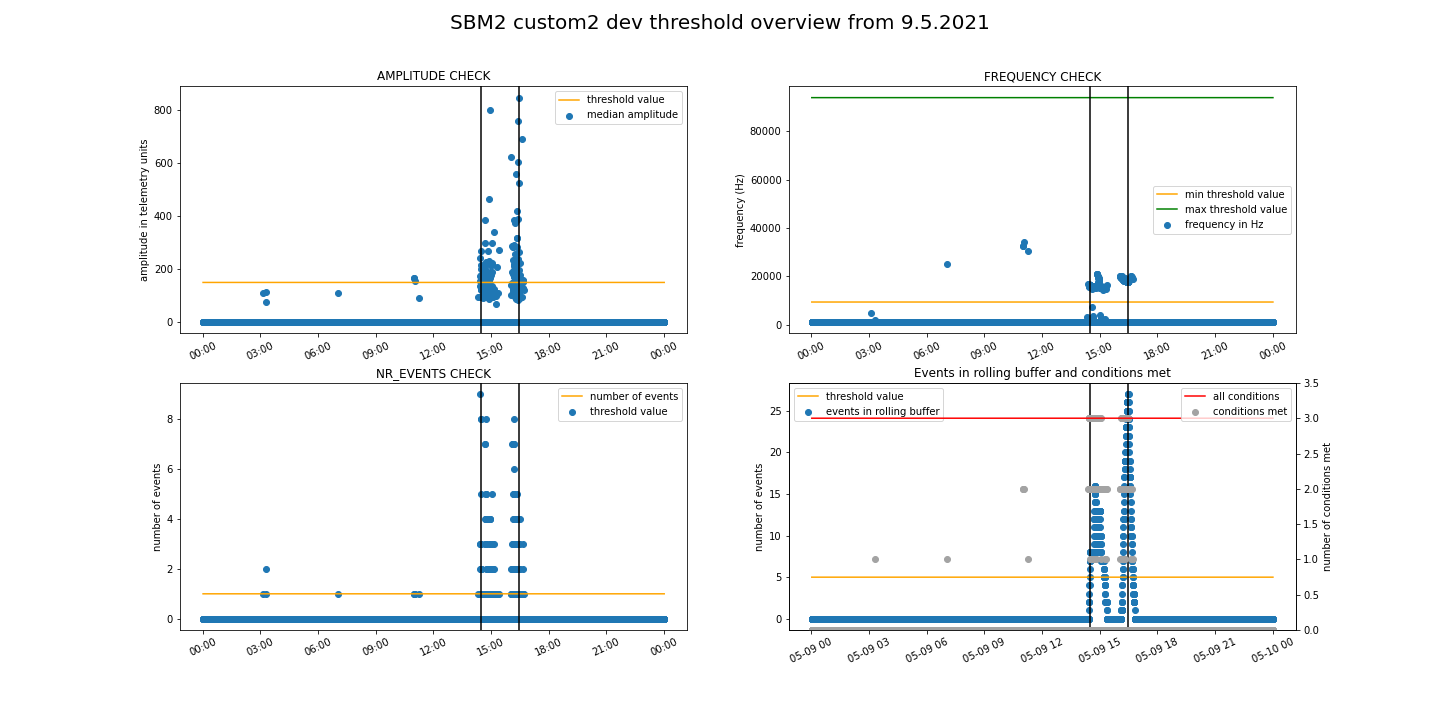 SBM2 custom2 dev threshold overview from 9.5.2021
AMPLITUDE CHECK
amplitude in telemetry units
800
600
400
200
0
threshold value
median amplitude
00:00 03:00 06:00 09:00 12:00 15:00 18:00 21:00 00:00
FREQUENCY CHECK
frequency (Hz)
80000
60000
40000
20000
0
min threshold value
max threshold value
frequency in Hz
00:00 03:00 06:00 09:00 12:00 15:00 18:00 21:00 00:00
NR_EVENTS CHECK
number of events
8
6
4
2
0
number of events
threshold value
00:00 03:00 06:00 09:00 12:00 15:00 18:00 21:00 00:00
Events in rolling buffer and conditions met
number of events
25
20
15
10
5
0
threshold value
events in rolling buffer
all conditions
conditions met
3.5
3.0
2.5
2.0
1.5
1.0
0.5
0.0
number of conditions met
05-09 00 05-09 03 05-09 06 05-09 09 05-09 12 05-09 15 05-09 18 05-09 21 05-10 00